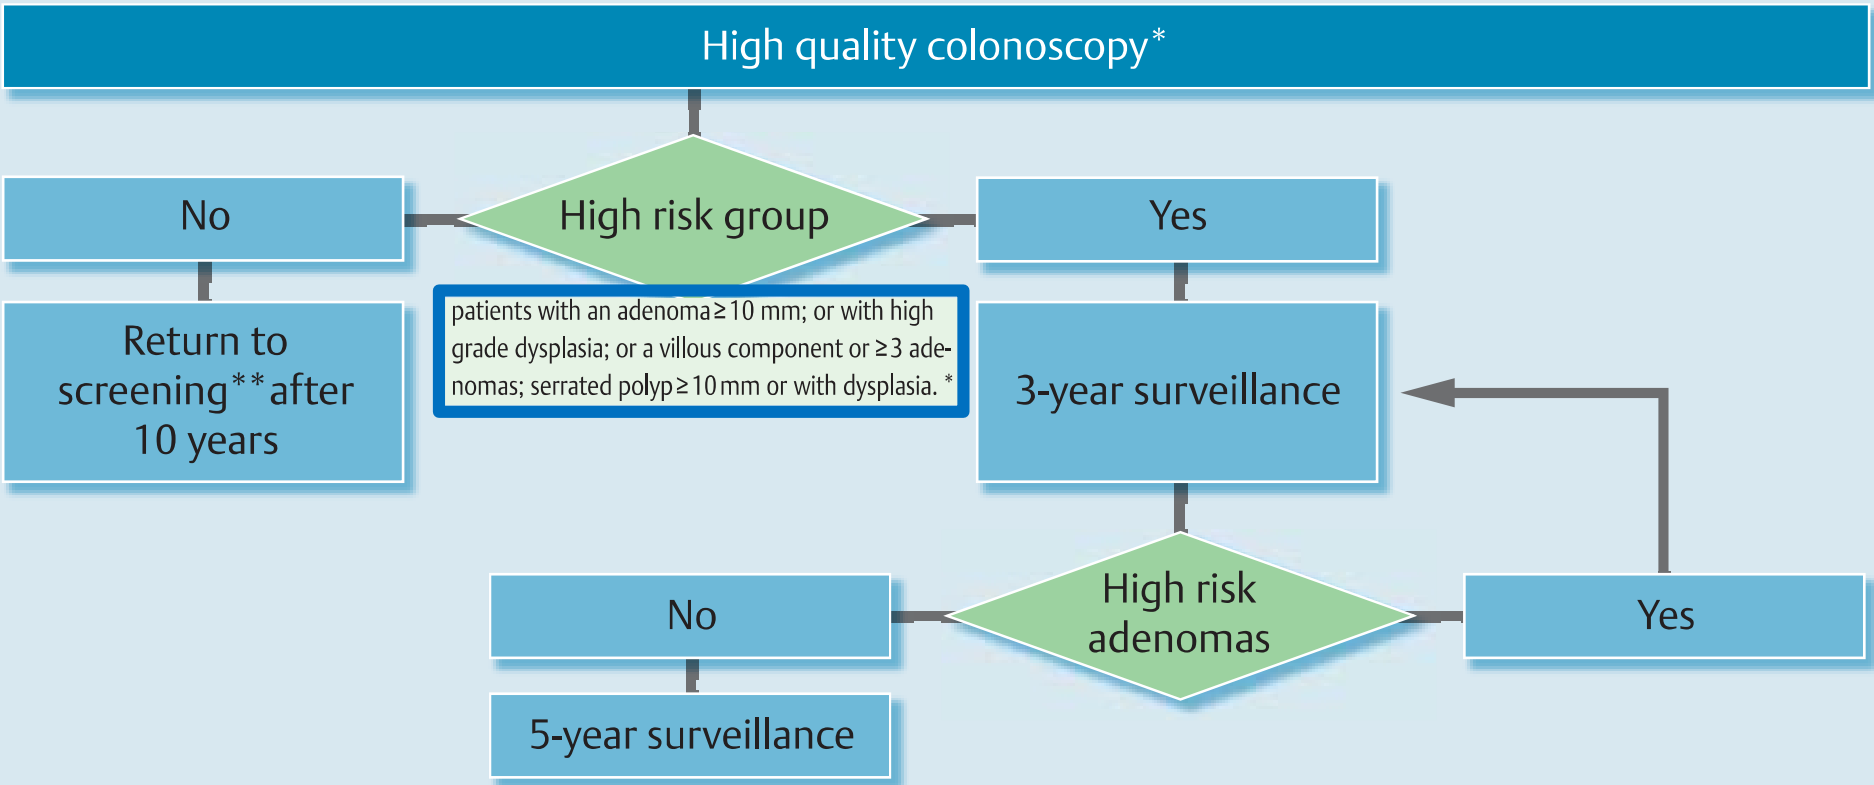 High quality colonoscopy*
No
High risk group
Yes
patients with an adenoma ≥ 10 mm; or with high
grade dysplasia; or a villous component or ≥ 3 ade-
nomas; serrated polyp ≥ 10 mm or with dysplasia. *
Return to
screening** after
10 years
3-year surveillance
No
High risk
adenomas
Yes
5-year surveillance